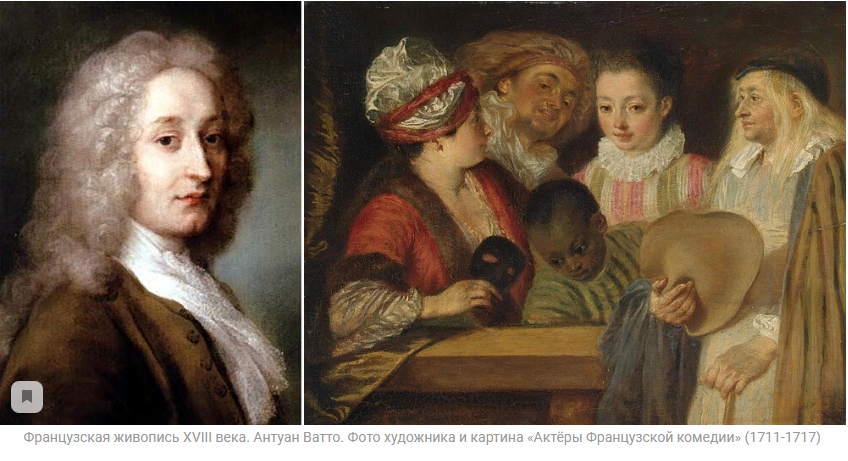 Французская живопись XVIII века. Антуан Ватто. Фото художника и картина «Актёры Французской комедии» (1711-1717)